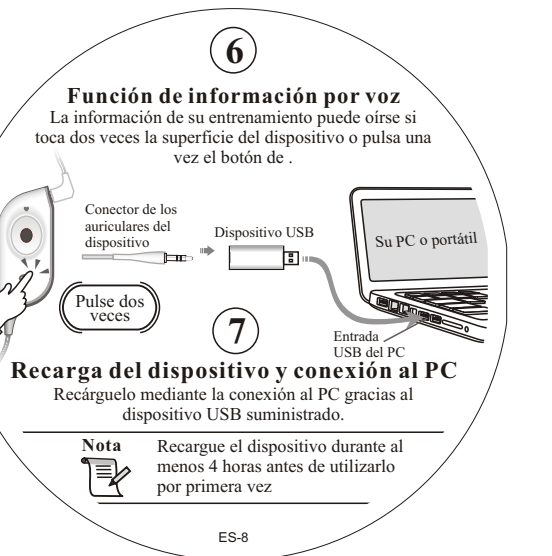 6
Función de información por voz
La información de su entrenamiento puede oírse si
toca dos veces la superficie del dispositivo o pulsa una
vez el botón de .
Conector de los
auriculares del
dispositivo
Dispositivo USB
Su PC o portátil
Pulse dos
veces
Entrada
USB del PC
7
Recarga del dispositivo y conexión al PC
Recárguelo mediante la conexión al PC gracias al
dispositivo USB suministrado.
Nota
Recargue el dispositivo durante al
menos 4 horas antes de utilizarlo
por primera vez
ES-8